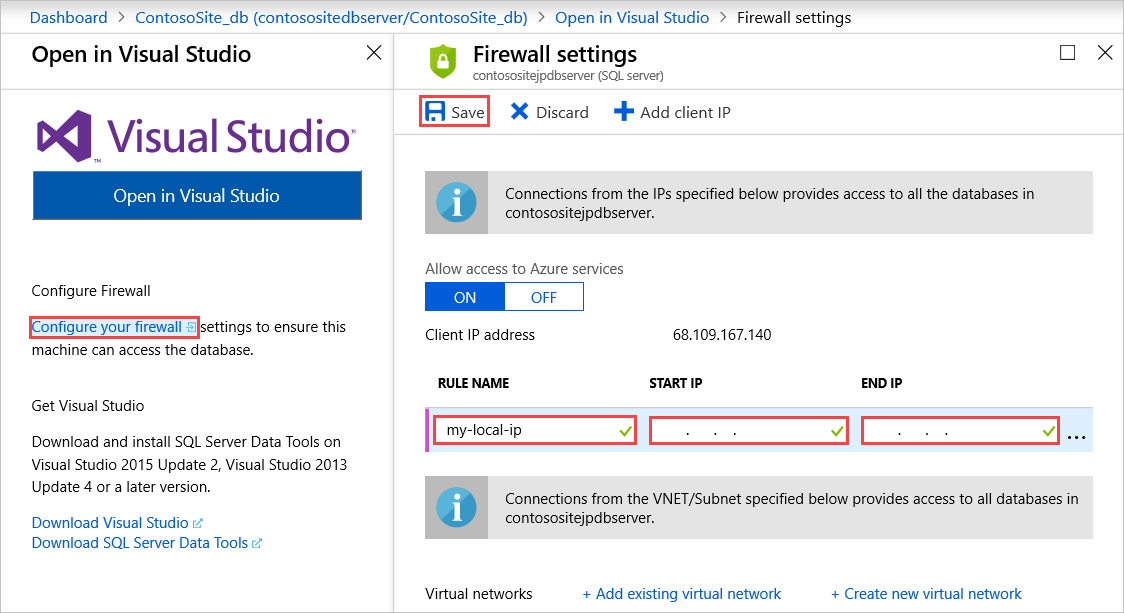 Dashboard > ContosoSite_db (contosositedbserver/ContosoSite_db) > Open in Visual Studio > Firewall settings
Open in Visual Studio
Visual Studio™
Open in Visual Studio
Configure Firewall
Configure your firewall settings to ensure this
machine can access the database.
Get Visual Studio
Download and install SQL Server Data Tools on
Visual Studio 2015 Update 2, Visual Studio 2013
Update 4 or a later version.
Download Visual Studio
Download SQL Server Data Tools
Firewall settings
contosositejpdbserver (SQL server)
Save Discard Add client IP
Connections from the IPs specified below provides access to all the databases in
contosositejpdbserver.
Allow access to Azure services
ON OFF
Client IP address 68.109.167.140
RULE NAME START IP END IP
my-local-ip . . . . . . ...
Connections from the VNET/Subnet specified below provides access to all databases in
contosositejpdbserver.
Virtual networks + Add existing virtual network + Create new virtual network